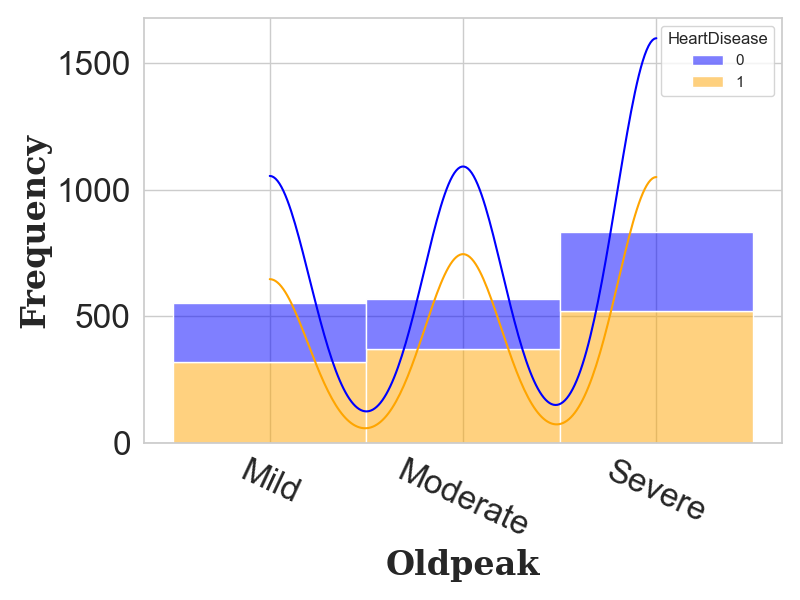 HeartDisease
0
1
1500
1000
500
0
Frequency
Mild
Moderate
Severe
Oldpeak